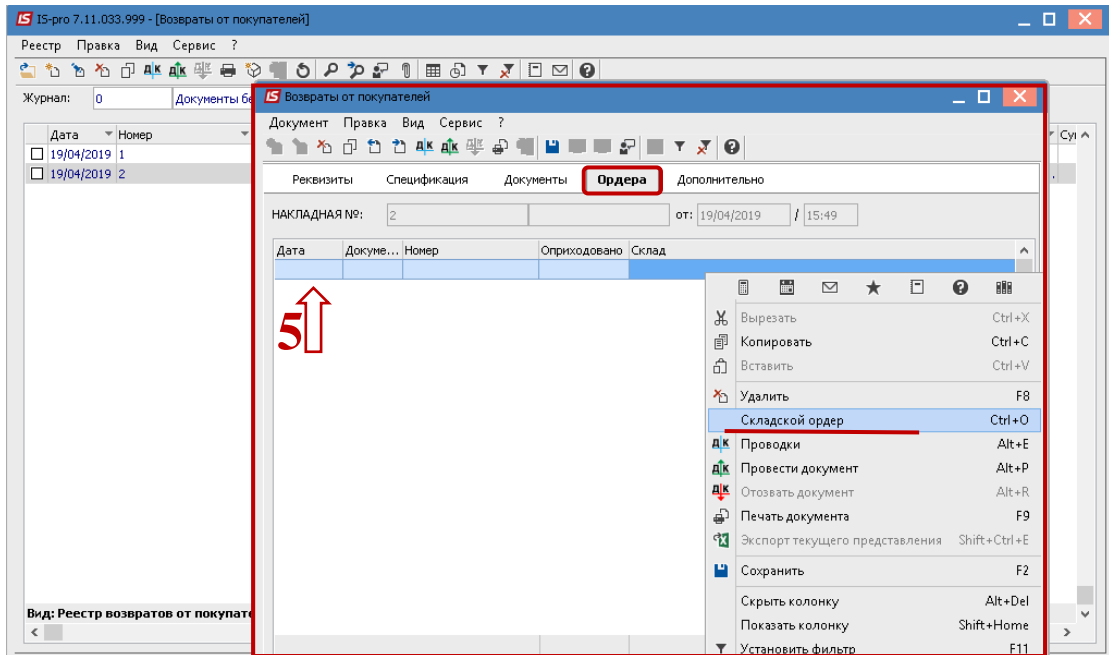 IS-pro 7.11.033.999 - [Возвраты от покупателей]
Реестр Правка Вид Сервис ?
Журнал: 0 Документы бе
Дата Номер Сум
19/04/2019 1
19/04/2019 2
Вид: Реестр возвратов от покупате
Возвраты от покупателей
Документ Правка Вид Сервис ?
Реквизиты Спецификация Документы Ордера Дополнительно
НАКЛАДНАЯ №: 2 от: 19/04/2019 / 15:49
Дата Докуме... Номер Оприходовано Склад
5
Вырезать Ctrl+X
Копировать Ctrl+C
Вставить Ctrl+V
Удалить F8
Складской ордер Ctrl+O
Проводки Alt+E
Провести документ Alt+P
Отозвать документ Alt+R
Печать документа F9
Экспорт текущего представления Shift+Ctrl+E
Сохранить F2
Скрыть колонку Alt+Del
Показать колонку Shift+Home
Установить фильтр F11